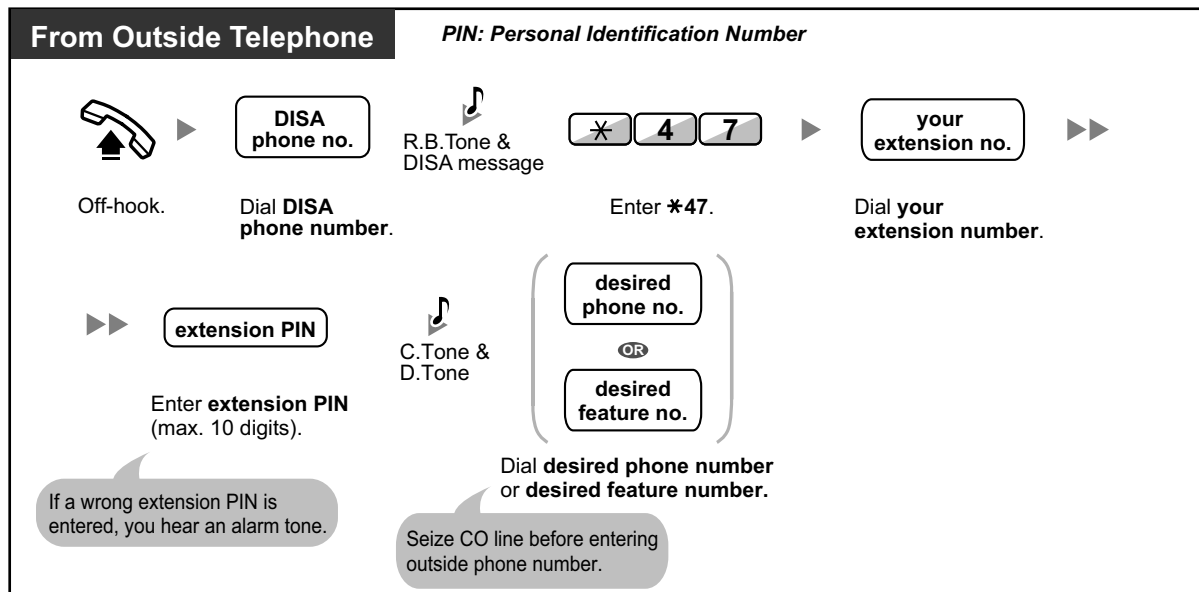 From Outside Telephone
PIN: Personal Identification Number
DISA
phone no.
R.B.Tone &
DISA message
* 4 7
your
extension no.
Off-hook.
Dial DISA
phone number.
Enter *47.
Dial your
extension number.
extension PIN
C.Tone &
D.Tone
desired
phone no.
OR
desired
feature no.
Enter extension PIN
(max. 10 digits).
Dial desired phone number
or desired feature number.
If a wrong extension PIN is
entered, you hear an alarm tone.
Seize CO line before entering
outside phone number.